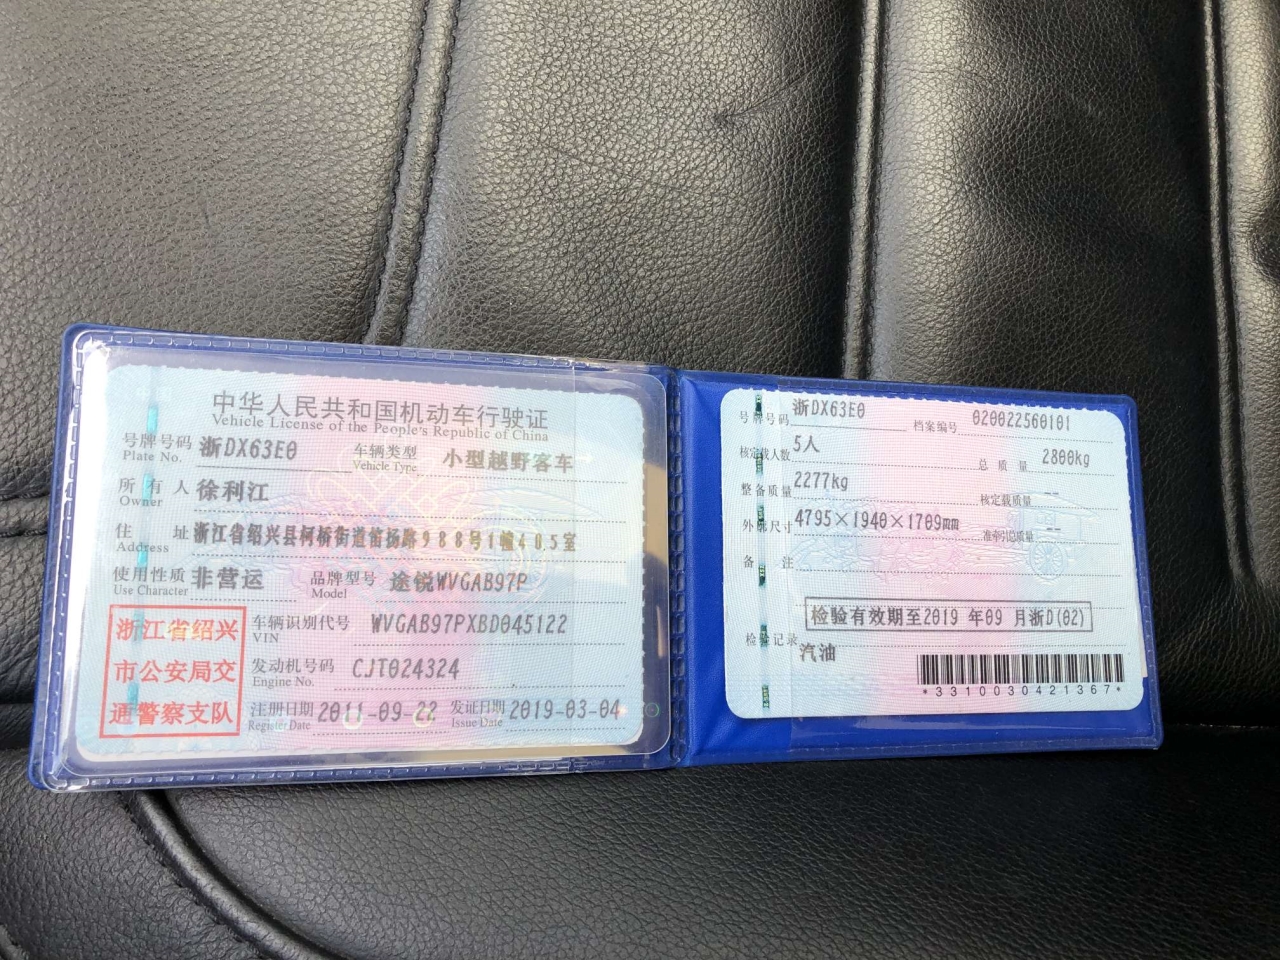 中华人民共和国机动车行驶证
Vehicle License of the People's Republic of China
号牌号码 浙DX63E0 车辆类型 小型越野客车
Plate No. Vehicle Type
所有人 徐利江
Owner
住址 浙江省绍兴县柯桥街道笛扬路988号1幢405室
Address
使用性质 非营运 品牌型号 途锐WVGAB97P
Use Character Model
浙江省绍兴
市公安局交
通警察支队
车辆识别代号 WVGAB97PXBD045122
VIN
发动机号码 CJT024324
Engine No.
注册日期 2011-09-22 发证日期 2019-03-04
Register Date Issue Date
号牌号码 浙DX63E0 档案编号 020022560101
核定载人数 5人 总质量 2800kg
整备质量 2277kg 核定载质量 --
外廓尺寸 4795×1940×1709mm 准牵引总质量 --
备注
检验有效期至2019 年09 月浙D(02)
检验记录
汽油
*3310030421367*